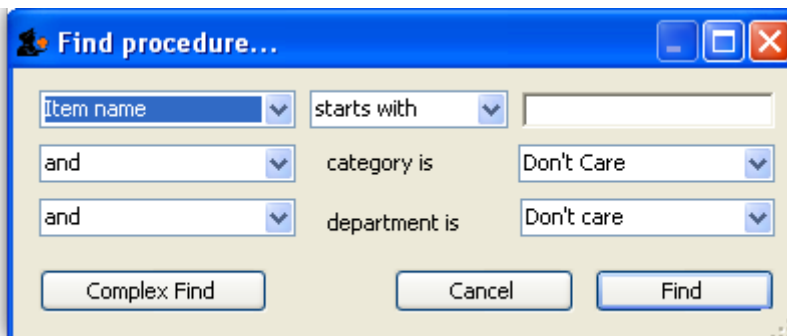 Find procedure...
Item name starts with
and category is Don't Care
and department is Don't care
Complex Find Cancel Find